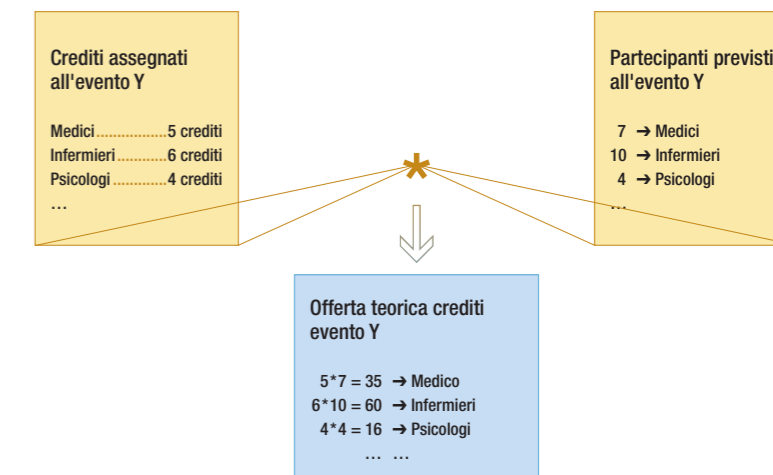 Crediti assegnati
all'evento Y
Medici................5 crediti
Infermieri............6 crediti
Psicologi.............4 crediti
…
*
Partecipanti previsti
all'evento Y
7 ➔ Medici
10 ➔ Infermieri
4 ➔ Psicologi
…
Offerta teorica crediti
evento Y
5*7 = 35 ➔ Medico
6*10 = 60 ➔ Infermieri
4*4 = 16 ➔ Psicologi
… …